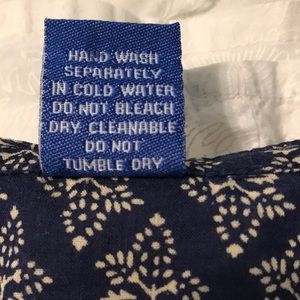 HAND WASH
SEPARATELY
IN COLD WATER
DO NOT BLEACH
DRY CLEANABLE
DO NOT
TUMBLE DRY